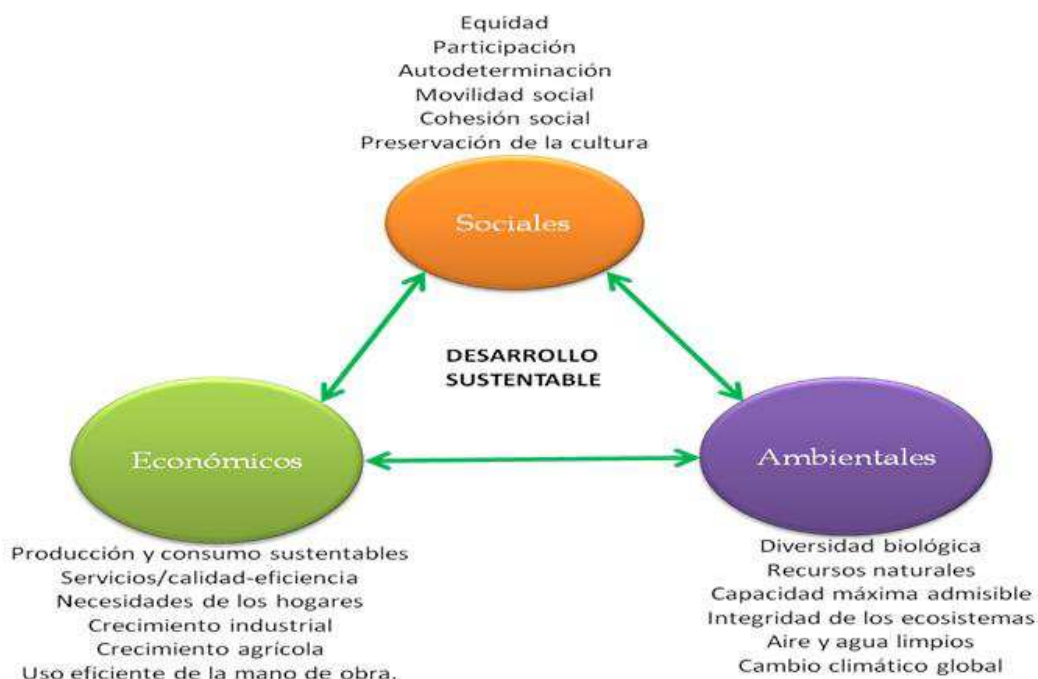 Equidad
Participación
Autodeterminación
Movilidad social
Cohesión social
Preservación de la cultura
Sociales
DESARROLLO
SUSTENTABLE
Económicos
Ambientales
Producción y consumo sustentables
Servicios/calidad-eficiencia
Necesidades de los hogares
Crecimiento industrial
Crecimiento agrícola
Uso eficiente de la mano de obra.
Diversidad biológica
Recursos naturales
Capacidad máxima admisible
Integridad de los ecosistemas
Aire y agua limpios
Cambio climático global